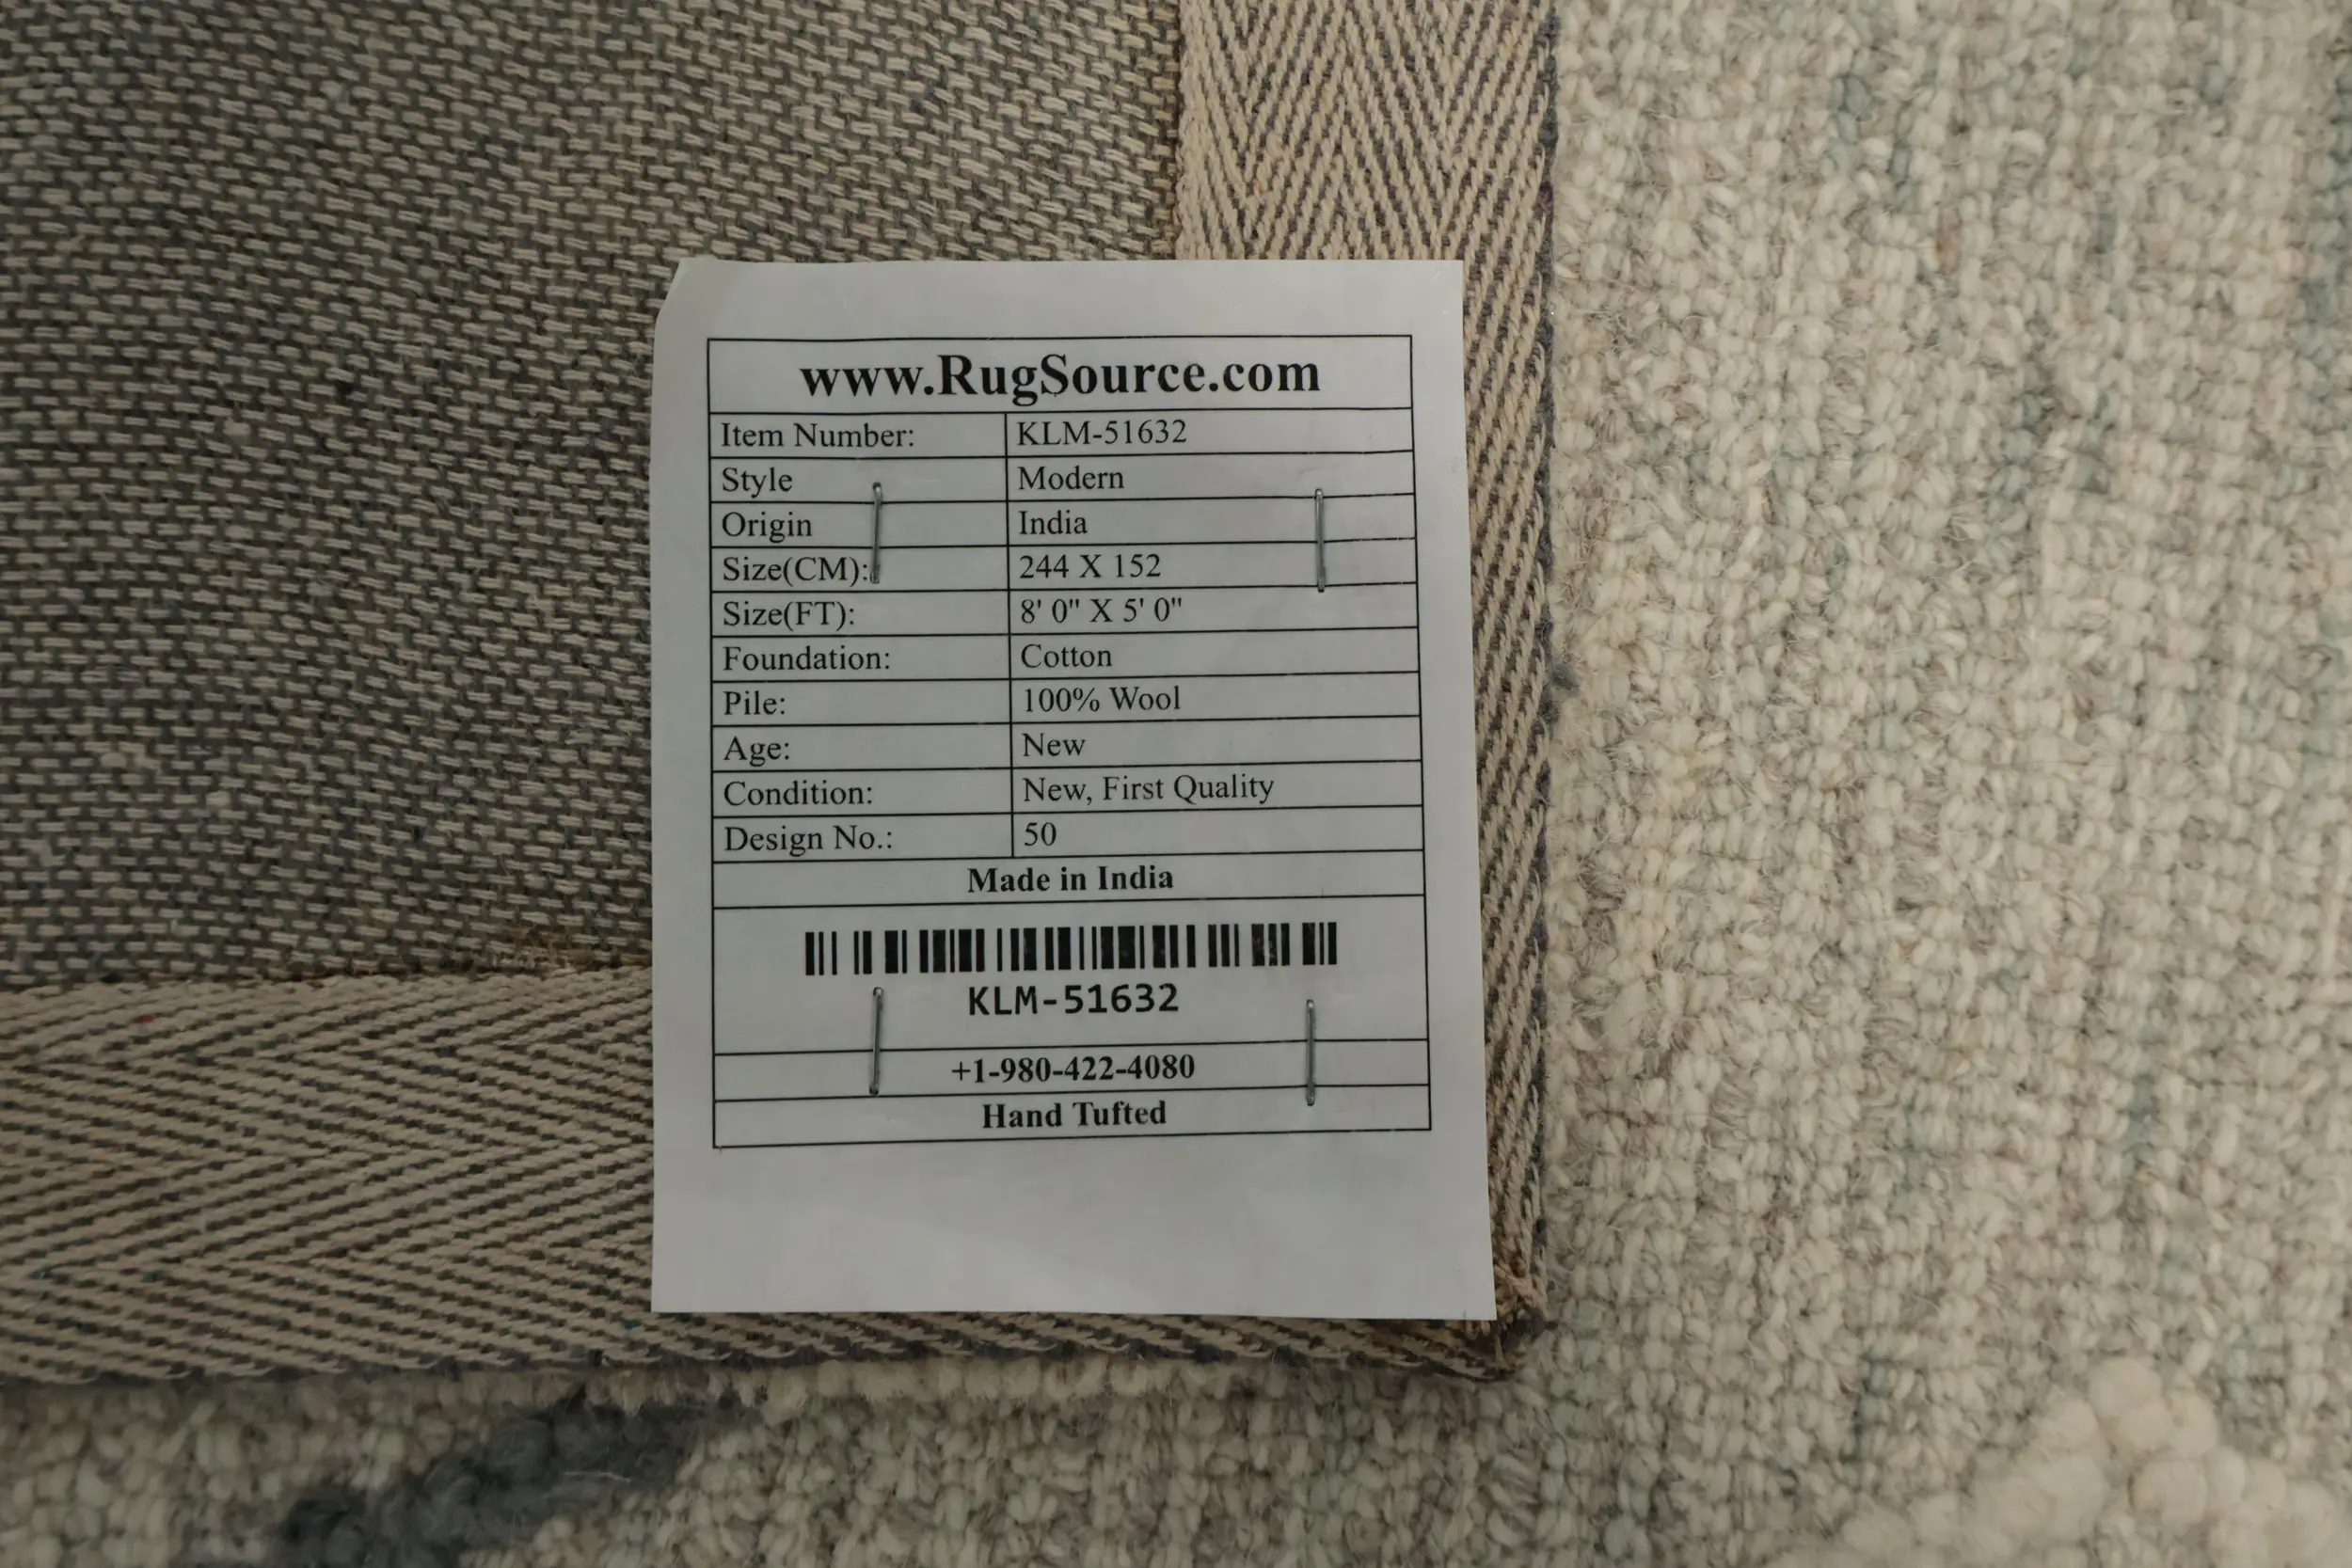 www.RugSource.com
Item Number: KLM-51632
Style Modern
Origin India
Size(CM): 244 X 152
Size(FT): 8' 0" X 5' 0"
Foundation: Cotton
Pile: 100% Wool
Age: New
Condition: New, First Quality
Design No.: 50
Made in India
KLM-51632
+1-980-422-4080
Hand Tufted